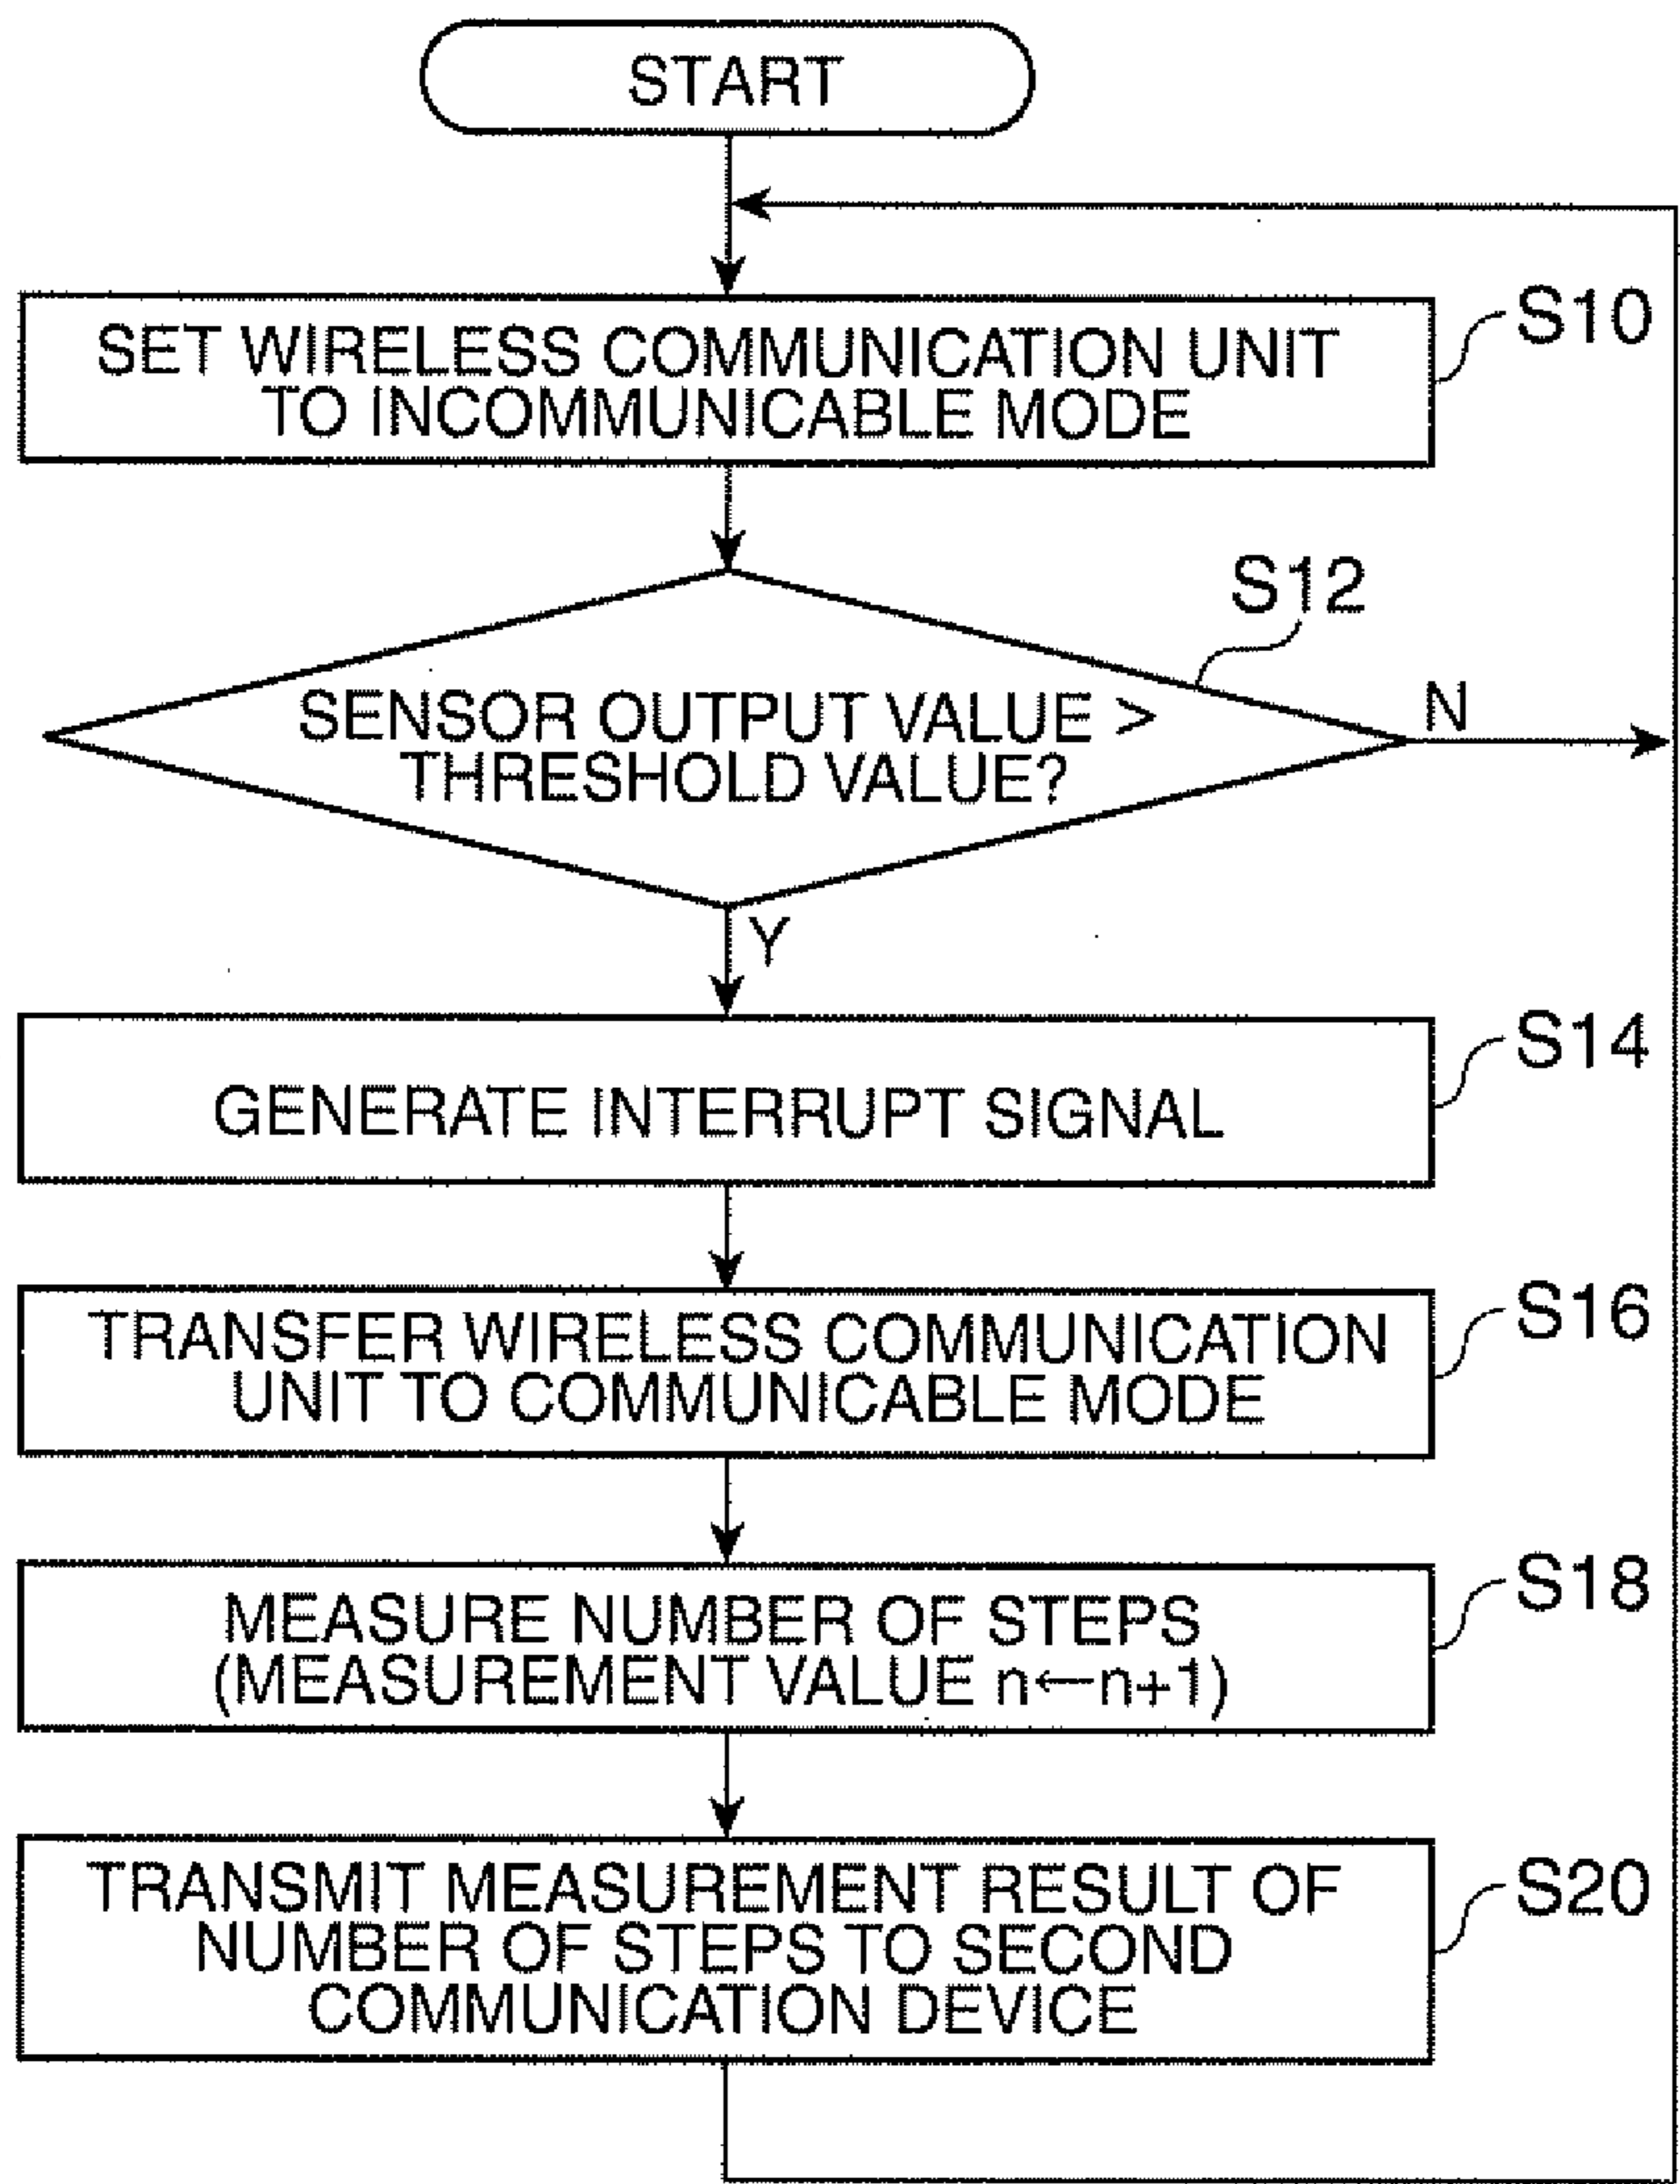 START
SET WIRELESS COMMUNICATION UNIT
TO INCOMMUNICABLE MODE
S10
S12
SENSOR OUTPUT VALUE >
THRESHOLD VALUE?
N
Y
GENERATE INTERRUPT SIGNAL
S14
TRANSFER WIRELESS COMMUNICATION
UNIT TO COMMUNICABLE MODE
S16
MEASURE NUMBER OF STEPS
(MEASUREMENT VALUE n←n+1)
S18
TRANSMIT MEASUREMENT RESULT OF
NUMBER OF STEPS TO SECOND
COMMUNICATION DEVICE
S20